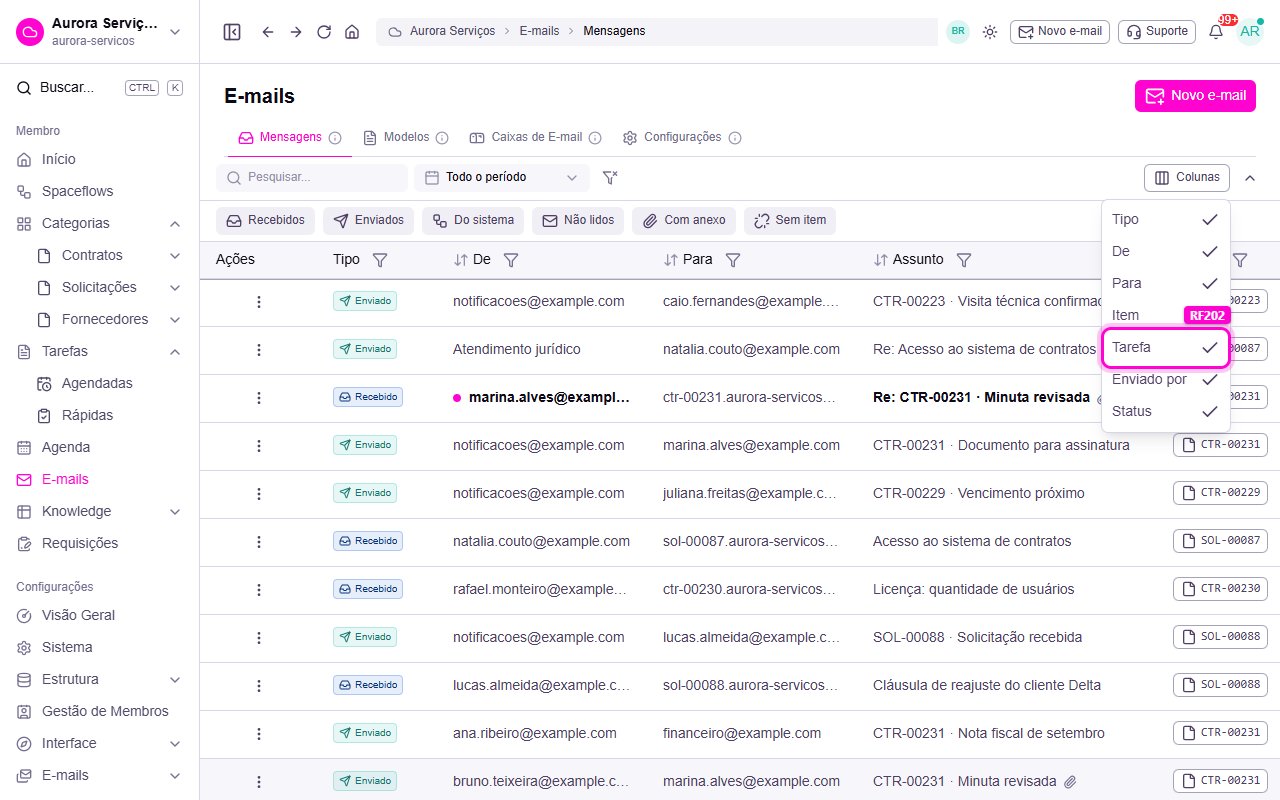 Aurora Serviç...
aurora-servicos
Aurora Serviços > E-mails > Mensagens
BR
Novo e-mail
Suporte
99+
AR
Buscar...
CTRL
K
Membro
Início
Spaceflows
Categorias
Contratos
Solicitações
Fornecedores
Tarefas
Agendadas
Rápidas
Agenda
E-mails
Knowledge
Requisições
Configurações
Visão Geral
Sistema
Estrutura
Gestão de Membros
Interface
E-mails
E-mails
Novo e-mail
Mensagens
Modelos
Caixas de E-mail
Configurações
Pesquisar...
Todo o período
Colunas
Recebidos
Enviados
Do sistema
Não lidos
Com anexo
Sem item
Tipo
De
Para
Item
RF202
Tarefa
Enviado por
Status
Ações Tipo De Para Assunto
Enviado notificacoes@example.com caio.fernandes@example.... CTR-00223 · Visita técnica confirmac 00223
Enviado Atendimento jurídico natalia.couto@example.com Re: Acesso ao sistema de contratos 00087
Recebido marina.alves@exampl... ctr-00231.aurora-servicos... Re: CTR-00231 · Minuta revisada 00231
Enviado notificacoes@example.com marina.alves@example.com CTR-00231 · Documento para assinatura CTR-00231
Enviado notificacoes@example.com juliana.freitas@example.c... CTR-00229 · Vencimento próximo CTR-00229
Recebido natalia.couto@example.com sol-00087.aurora-servicos... Acesso ao sistema de contratos SOL-00087
Recebido rafael.monteiro@example... ctr-00230.aurora-servicos... Licença: quantidade de usuários CTR-00230
Enviado notificacoes@example.com lucas.almeida@example.c... SOL-00088 · Solicitação recebida SOL-00088
Recebido lucas.almeida@example.c... sol-00088.aurora-servicos... Cláusula de reajuste do cliente Delta SOL-00088
Enviado ana.ribeiro@example.com financeiro@example.com CTR-00231 · Nota fiscal de setembro CTR-00231
Enviado bruno.teixeira@example.c... marina.alves@example.com CTR-00231 · Minuta revisada CTR-00231